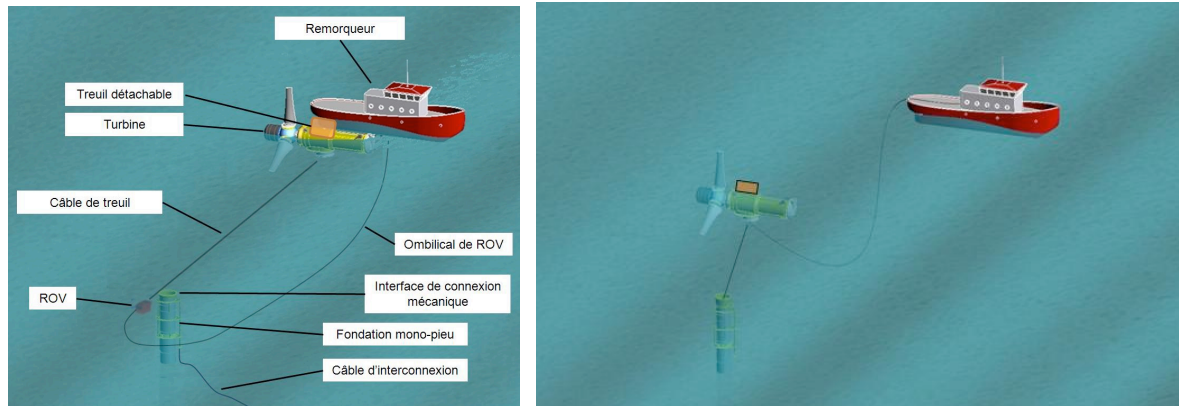 Remorqueur
Treuil détachable
Turbine
Câble de treuil
Ombilical de ROV
ROV
Interface de connexion
mécanique
Fondation mono-pieu
Câble d'interconnexion